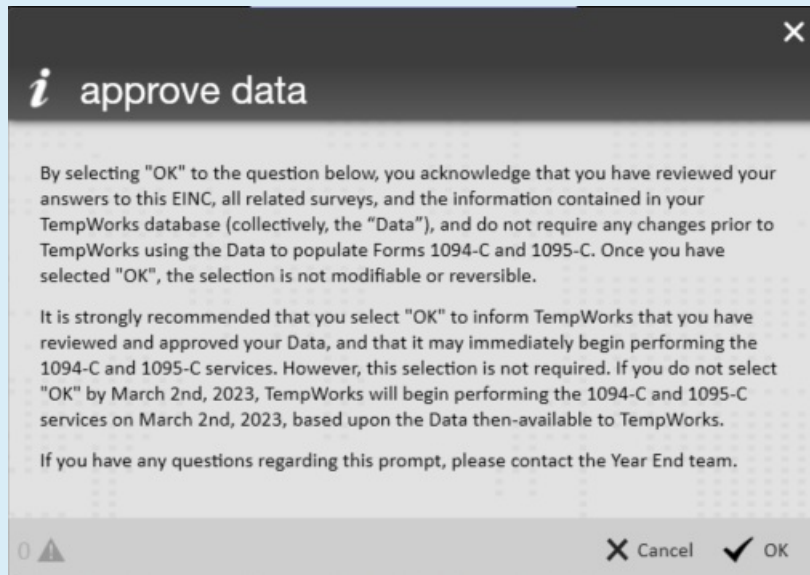 i approve data
By selecting "OK" to the question below, you acknowledge that you have reviewed your
answers to this EINC, all related surveys, and the information contained in your
TempWorks database (collectively, the “Data”), and do not require any changes prior to
TempWorks using the Data to populate Forms 1094-C and 1095-C. Once you have
selected "OK", the selection is not modifiable or reversible.
It is strongly recommended that you select "OK" to inform TempWorks that you have
reviewed and approved your Data, and that it may immediately begin performing the
1094-C and 1095-C services. However, this selection is not required. If you do not select
"OK" by March 2nd, 2023, TempWorks will begin performing the 1094-C and 1095-C
services on March 2nd, 2023, based upon the Data then-available to TempWorks.
If you have any questions regarding this prompt, please contact the Year End team.
0 Cancel OK